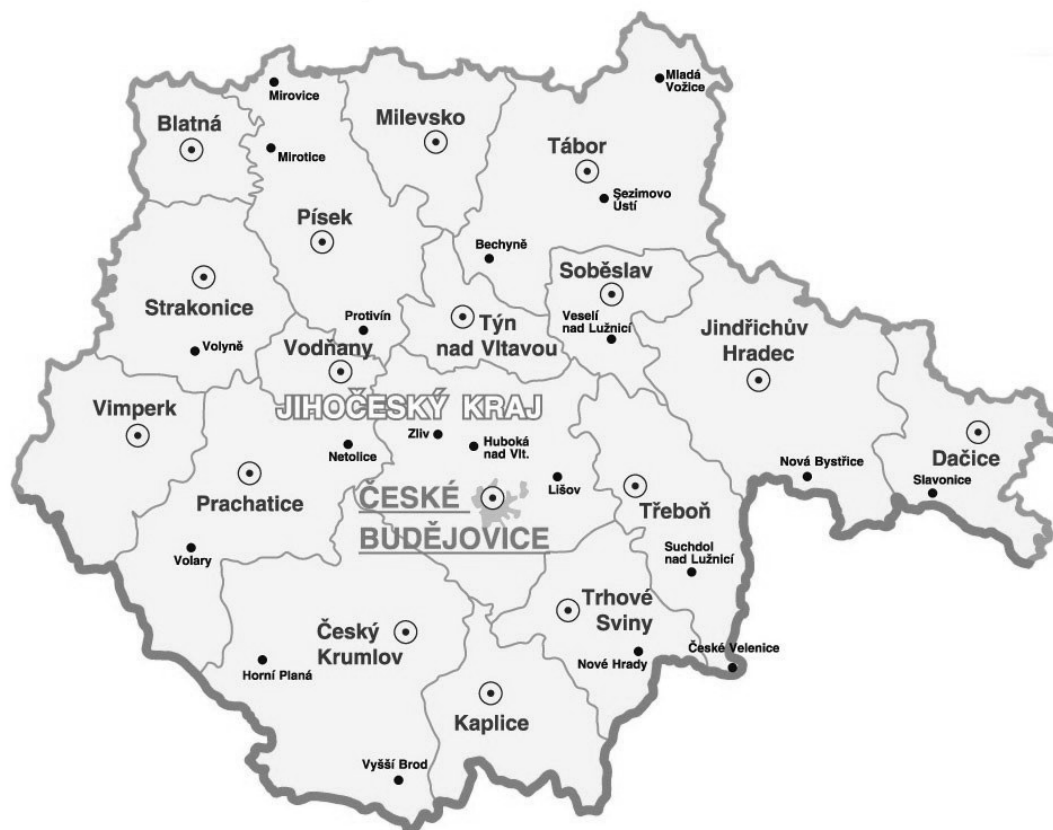 Mladá
Vožice
Mirovice
Blatná
Milevsko
Mirotice
Tábor
Sezimovo
Ústí
Písek
Bechyně
Soběslav
Strakonice
Protivín
Týn
nad Vltavou
Veselí
nad Lužnicí
Jindřichův
Hradec
Volyně
Vodňany
Vimperk
JIHOČESKÝ KRAJ
Zliv
Huboká
nad Vlt.
Netolice
Dačice
Prachatice
Lišov
Nová Bystřice
Slavonice
ČESKÉ
BUDĚJOVICE
Třeboň
Volary
Suchdol
nad Lužnicí
Trhové
Sviny
Český
Krumlov
České Velenice
Nové Hrady
Horní Planá
Kaplice
Vyšší Brod